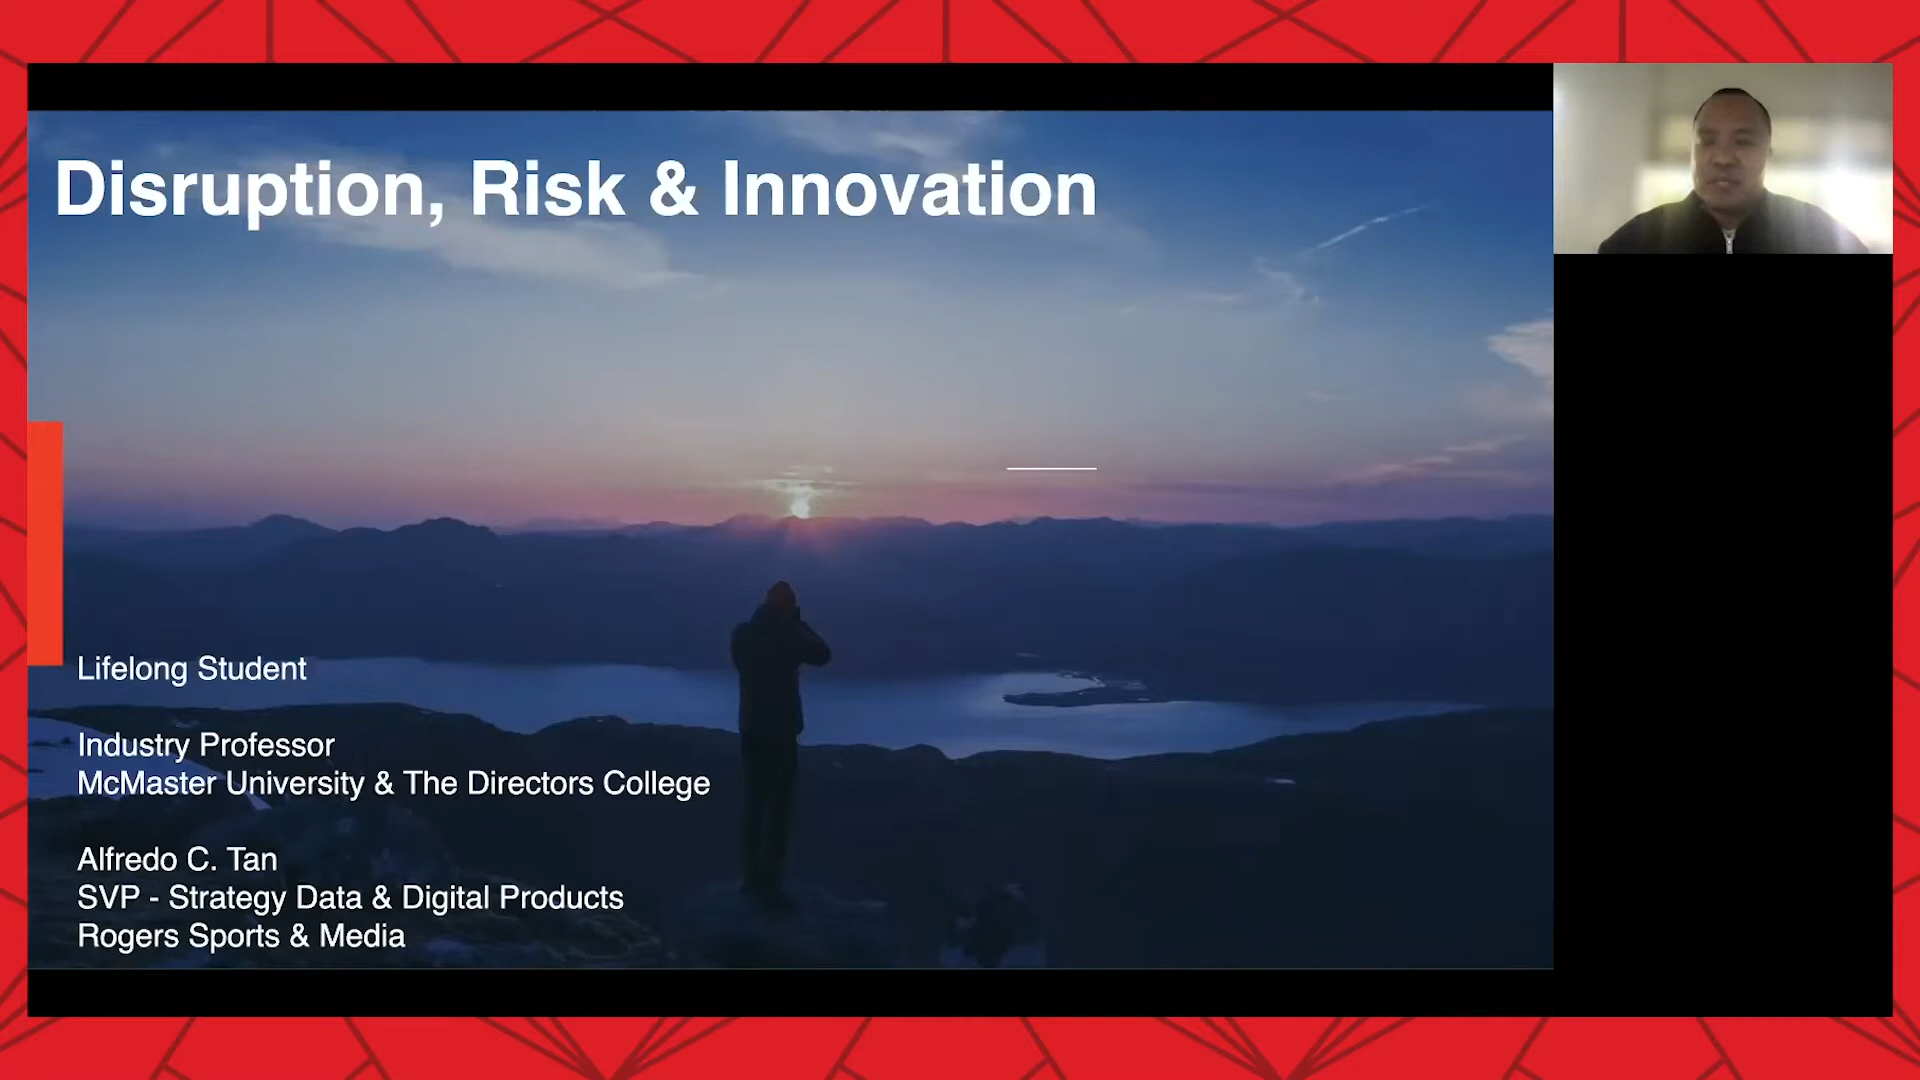 Disruption, Risk & Innovation
Lifelong Student
Industry Professor
McMaster University & The Directors College
Alfredo C. Tan
SVP - Strategy Data & Digital Products
Rogers Sports & Media